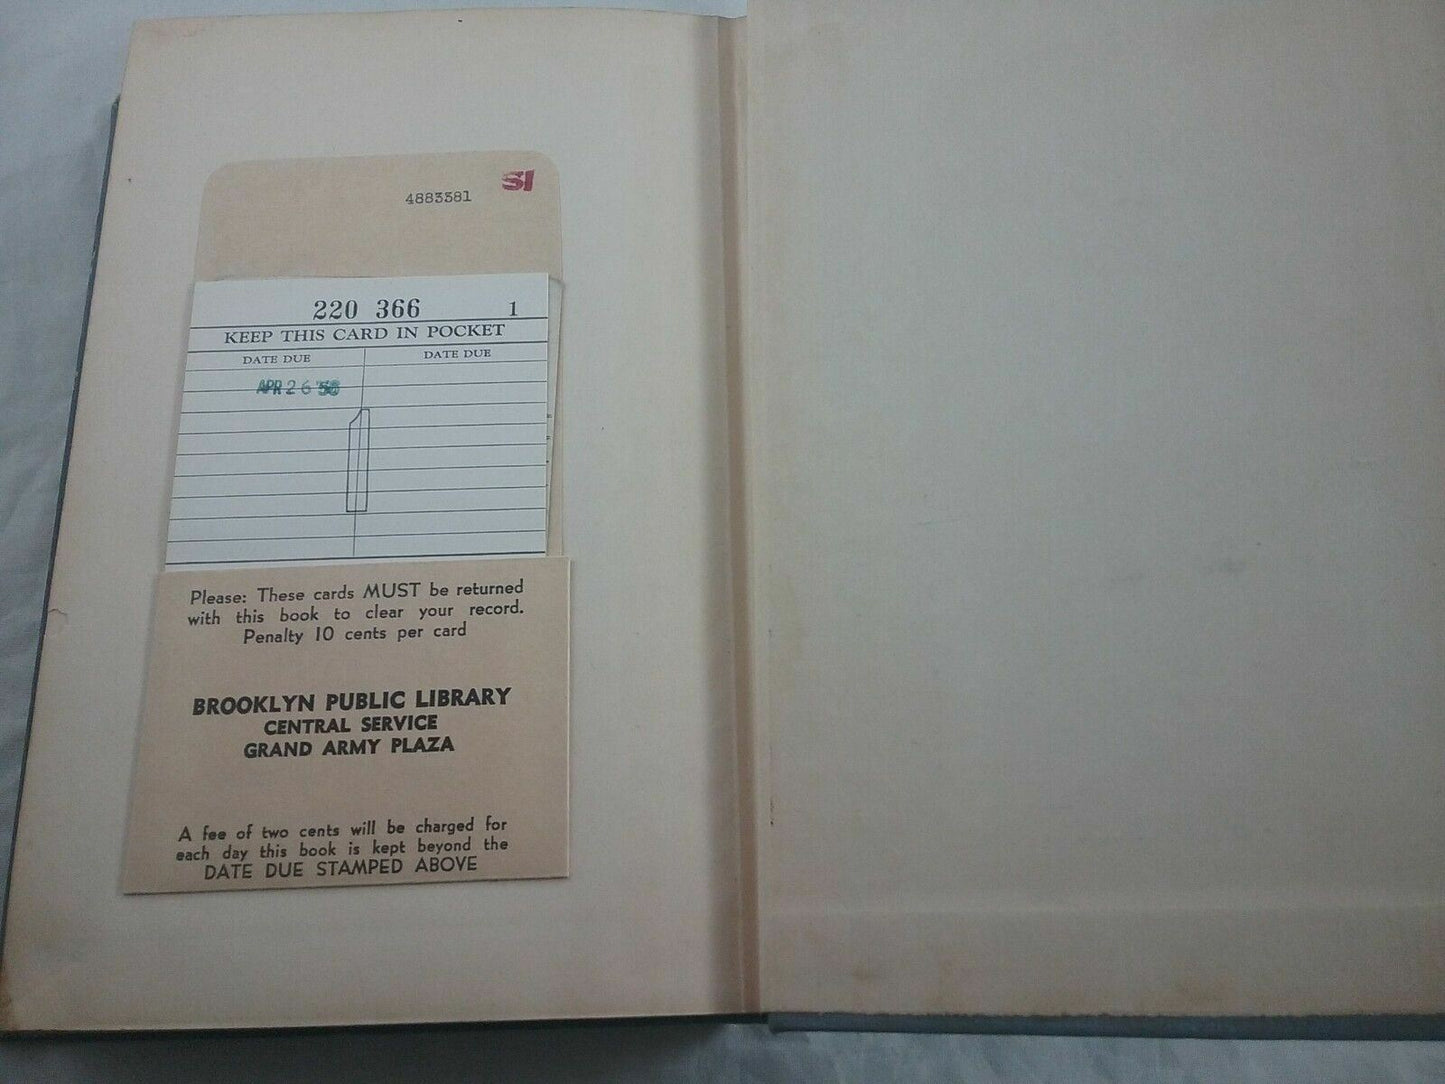 SI
4883381
220 366 1
KEEP THIS CARD IN POCKET
DATE DUE DATE DUE
APR 26
Please: These cards MUST be returned
with this book to clear your record.
Penalty 10 cents per card
BROOKLYN PUBLIC LIBRARY
CENTRAL SERVICE
GRAND ARMY PLAZA
A fee of two cents will be charged for
each day this book is kept beyond the
DATE DUE STAMPED ABOVE